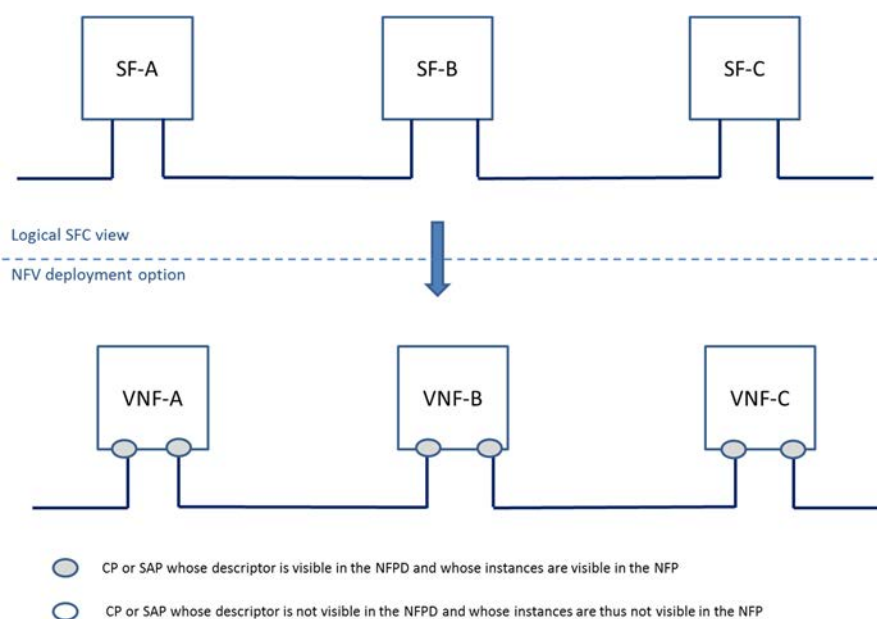 SF-A
SF-B
SF-C
Logical SFC view
NFV deployment option
VNF-A
VNF-B
VNF-C
CP or SAP whose descriptor is visible in the NFPD and whose instances are visible in the NFP
CP or SAP whose descriptor is not visible in the NFPD and whose instances are thus not visible in the NFP